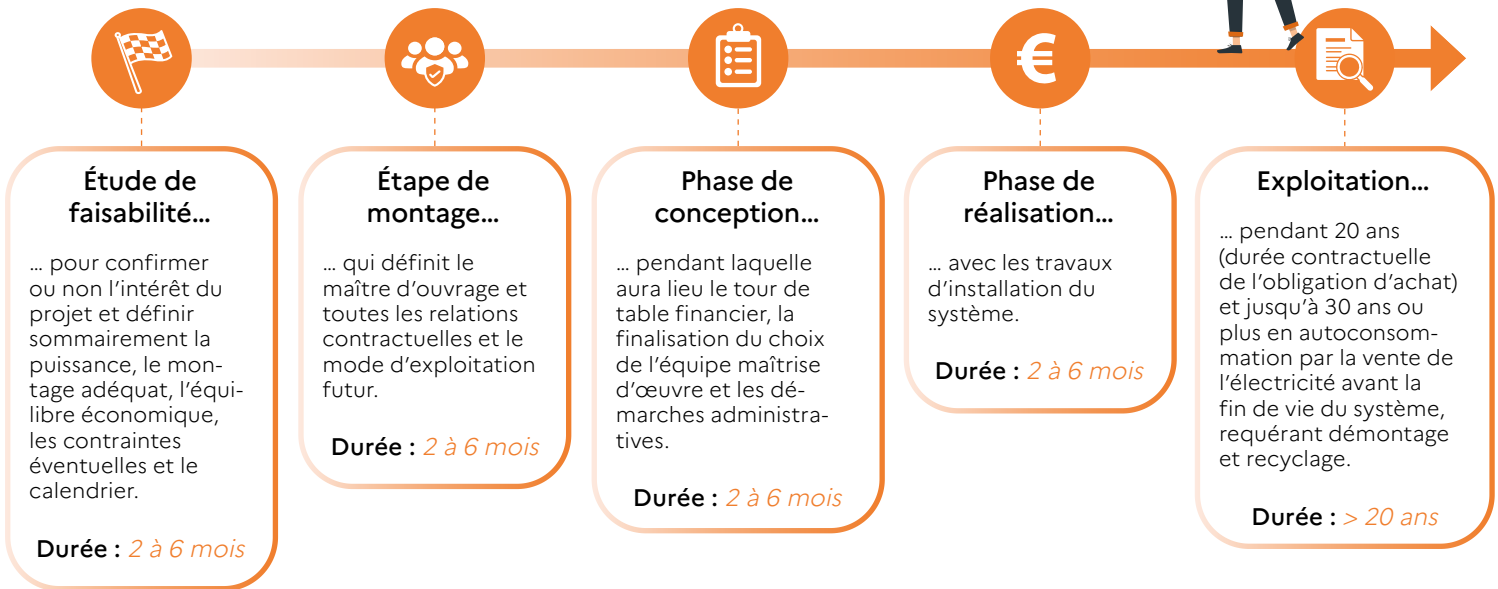 €
Étude de
faisabilité…
… pour confirmer
ou non l’intérêt du
projet et définir
sommairement la
puissance, le mon-
tage adéquat, l’équi-
libre économique,
les contraintes
éventuelles et le
calendrier.
Durée : 2 à 6 mois
Étape de
montage…
… qui définit le
maître d’ouvrage et
toutes les relations
contractuelles et le
mode d’exploitation
futur.
Durée : 2 à 6 mois
Phase de
conception…
… pendant laquelle
aura lieu le tour de
table financier, la
finalisation du choix
de l’équipe maîtrise
d’œuvre et les dé-
marches administra-
tives.
Durée : 2 à 6 mois
Phase de
réalisation…
… avec les travaux
d’installation du
système.
Durée : 2 à 6 mois
Exploitation…
… pendant 20 ans
(durée contractuelle
de l’obligation d’achat)
et jusqu’à 30 ans ou
plus en autoconsom-
mation par la vente de
l’électricité avant la
fin de vie du système,
requérant démontage
et recyclage.
Durée : > 20 ans